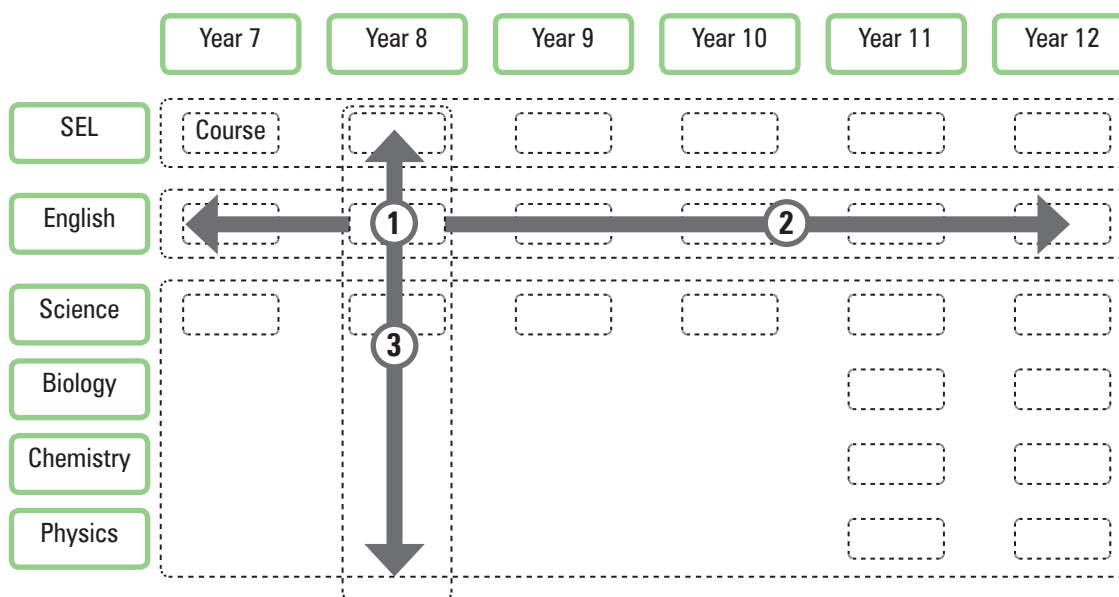 Year 7
Year 8
Year 9
Year 10
Year 11
Year 12
SEL
Course
English
1
2
Science
3
Biology
Chemistry
Physics